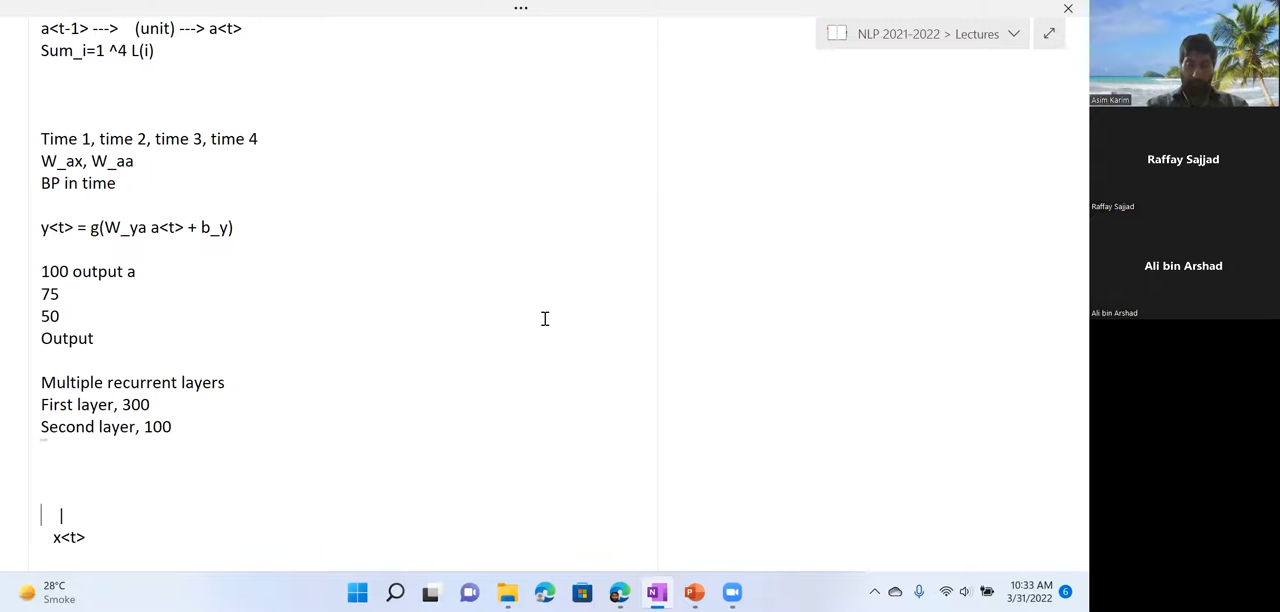 a<t-1> ---> (unit) ---> a<t>
Sum_i=1 ^4 L(i)
NLP 2021-2022 > Lectures
Time 1, time 2, time 3, time 4
W_ax, W_aa
BP in time
y<t> = g(W_ya a<t> + b_y)
100 output a
75
50
Output
Multiple recurrent layers
First layer, 300
Second layer, 100
|
x<t>
Asim Karim
Raffay Sajjad
Raffay Sajjad
Ali bin Arshad
Ali bin Arshad
28°C
Smoke
10:33 AM
3/31/2022
6